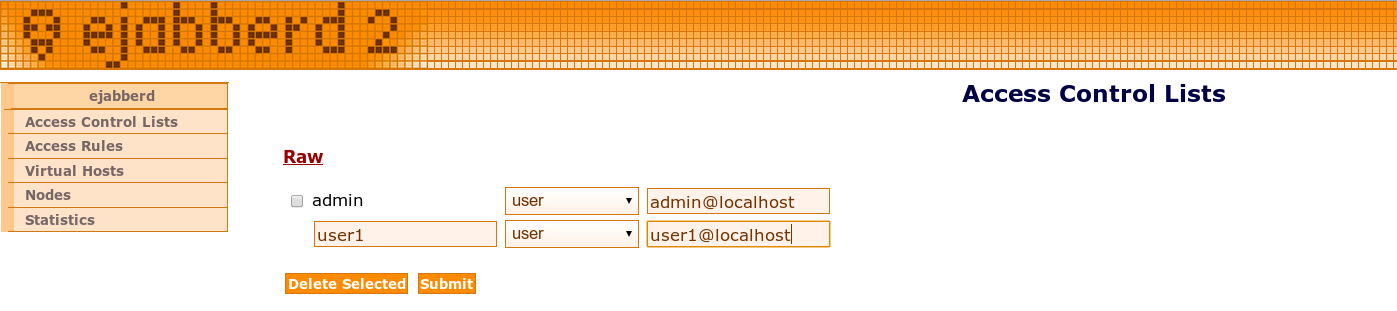 ejabberd 2
ejabberd
Access Control Lists
Access Rules
Virtual Hosts
Nodes
Statistics
Access Control Lists
Raw
admin user admin@localhost
user1 user user1@localhost
Delete Selected Submit